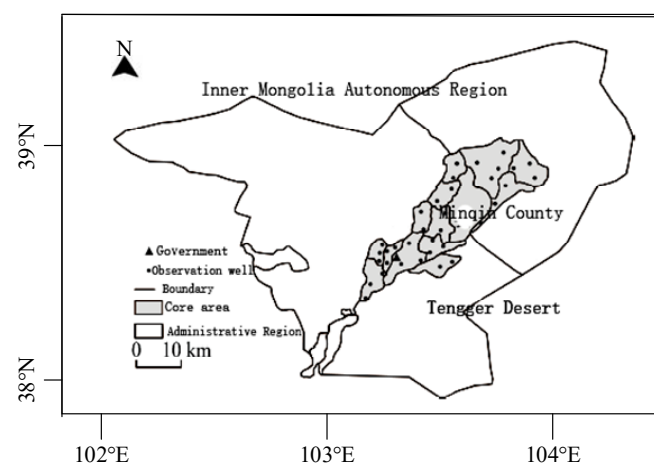 N
Inner Mongolia Autonomous Region
39°N
Minqin County
Government
Observation well
Boundary
Core area
Administrative Region
0 10 km
Tengger Desert
38°N
102°E 103°E 104°E